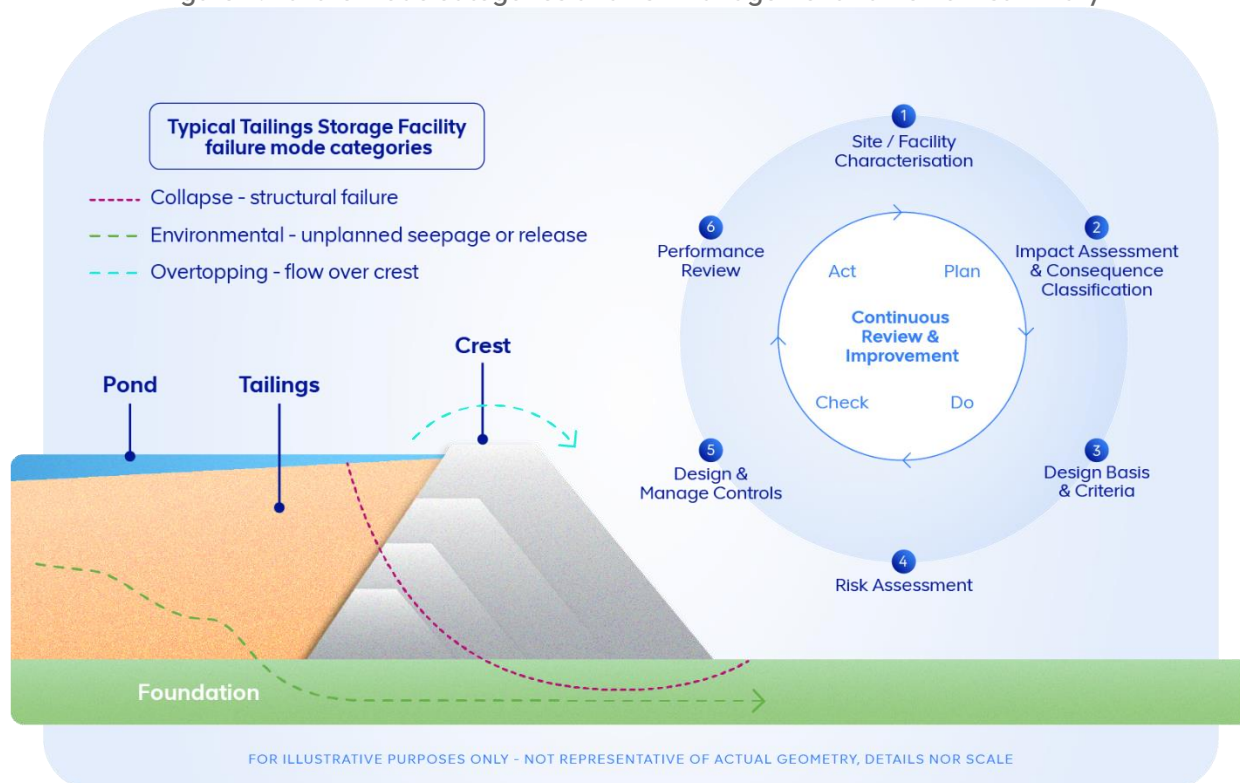 Typical Tailings Storage Facility
failure mode categories
Collapse - structural failure
Environmental - unplanned seepage or release
Overtopping - flow over crest
Pond
Tailings
Crest
Foundation
1
Site / Facility
Characterisation
2
Impact Assessment
& Consequence
Classification
3
Design Basis
& Criteria
4
Risk Assessment
5
Design &
Manage Controls
6
Performance
Review
Act
Plan
Continuous
Review &
Improvement
Check
Do
FOR ILLUSTRATIVE PURPOSES ONLY - NOT REPRESENTATIVE OF ACTUAL GEOMETRY, DETAILS NOR SCALE